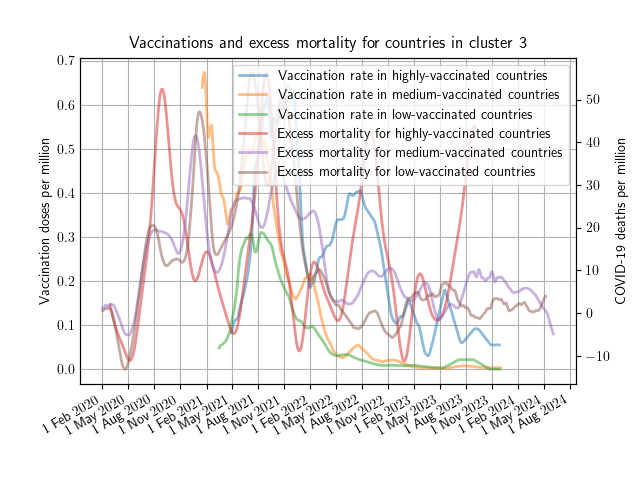 Vaccinations and excess mortality for countries in cluster 3
Vaccination rate in highly-vaccinated countries
Vaccination rate in medium-vaccinated countries
Vaccination rate in low-vaccinated countries
Excess mortality for highly-vaccinated countries
Excess mortality for medium-vaccinated countries
Excess mortality for low-vaccinated countries
Vaccination doses per million
0.7
0.6
0.5
0.4
0.3
0.2
0.1
0.0
COVID-19 deaths per million
50
40
30
20
10
0
−10
1 Feb 2020
1 May 2020
1 Aug 2020
1 Nov 2020
1 Feb 2021
1 May 2021
1 Aug 2021
1 Nov 2021
1 Feb 2022
1 May 2022
1 Aug 2022
1 Nov 2022
1 Feb 2023
1 May 2023
1 Aug 2023
1 Nov 2023
1 Feb 2024
1 May 2024
1 Aug 2024